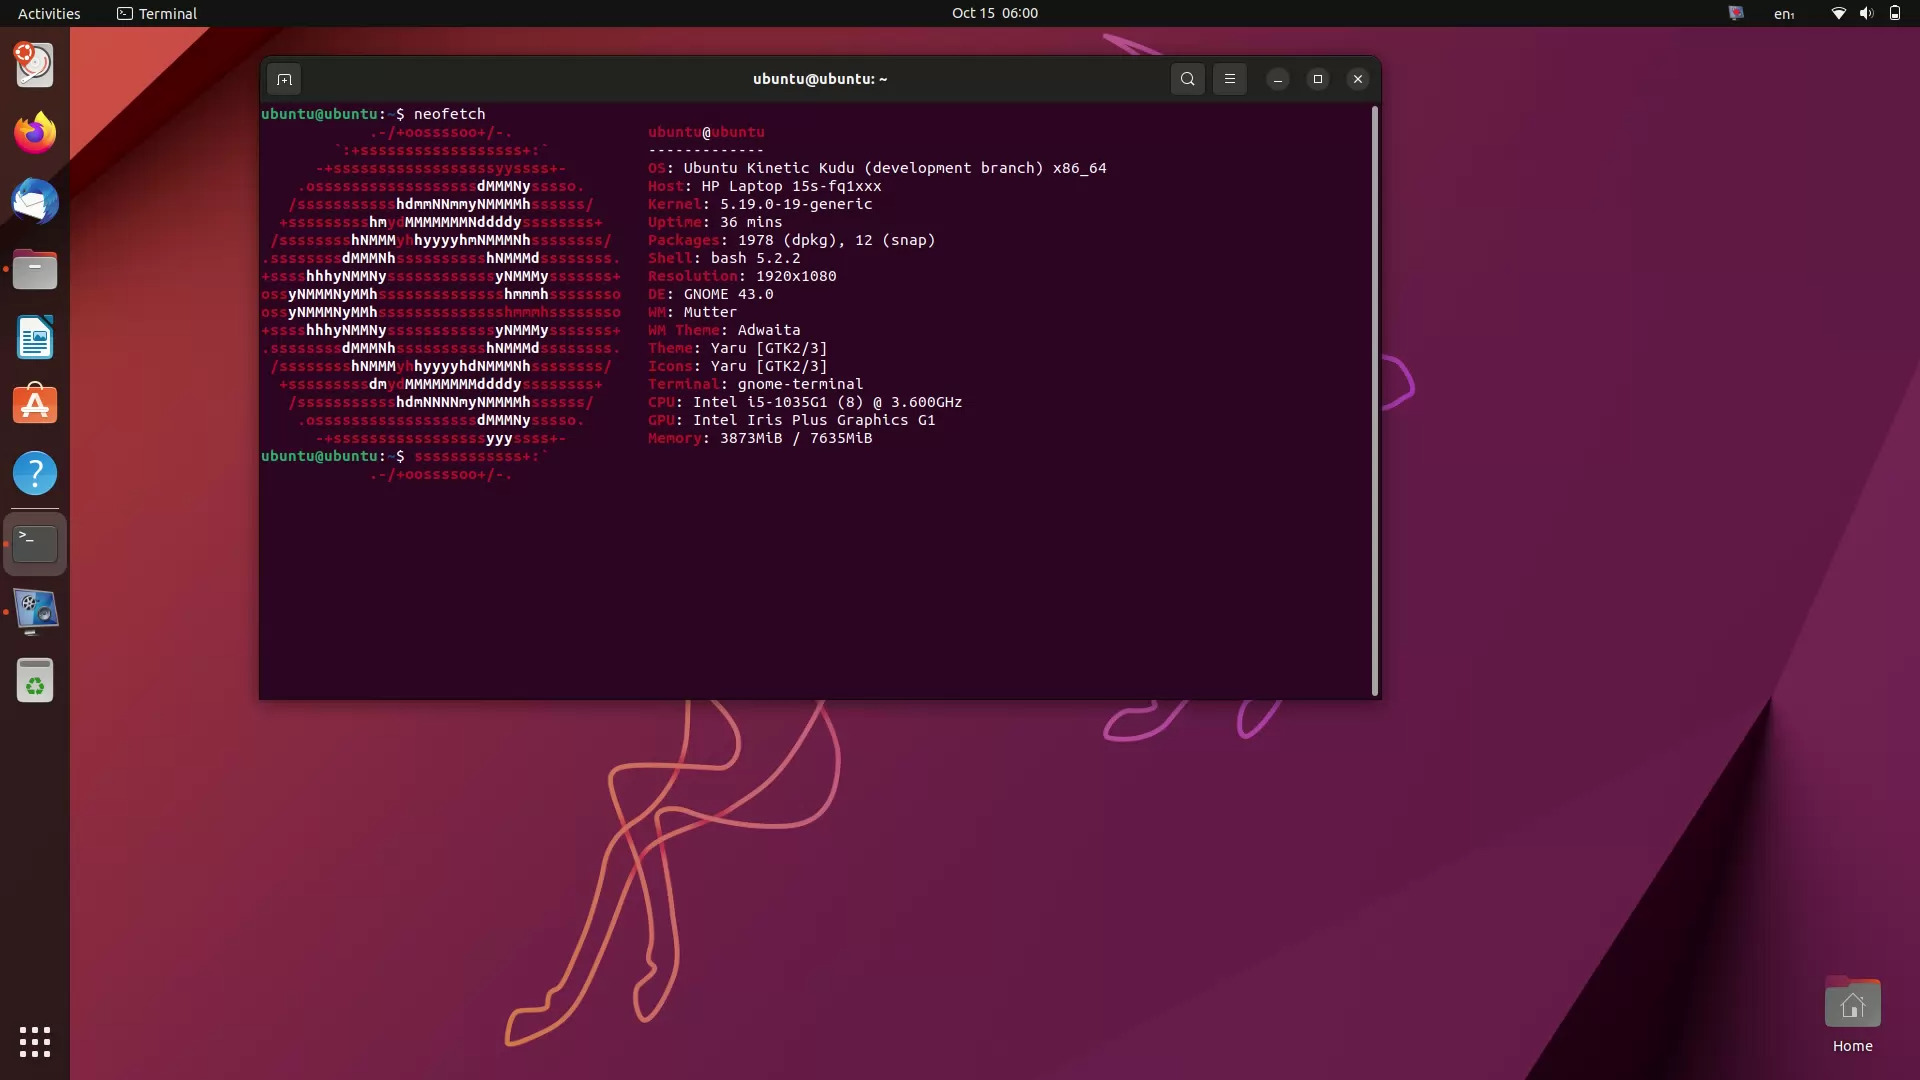 Activities Terminal Oct 15 06:00 en₁
ubuntu@ubuntu: ~
ubuntu@ubuntu:~$ neofetch
.-/+oossssoo+/-. ubuntu@ubuntu
`:+ssssssssssssssssss+:` -------------
-+ssssssssssssssssssyyssss+- OS: Ubuntu Kinetic Kudu (development branch) x86_64
.ossssssssssssssssssdMMMNysssso. Host: HP Laptop 15s-fq1xxx
/ssssssssssshdmmNNmmyNMMMMhssssss/ Kernel: 5.19.0-19-generic
+ssssssssshmydMMMMMMMNddddyssssssss+ Uptime: 36 mins
/sssssssshNMMMyhhyyyyhmNMMMNhssssssss/ Packages: 1978 (dpkg), 12 (snap)
.ssssssssdMMMNhsssssssssshNMMMdssssssss. Shell: bash 5.2.2
+sssshhhyNMMNyssssssssssssyNMMMysssssss+ Resolution: 1920x1080
ossyNMMMNyMMhsssssssssssssshmmmhssssssso DE: GNOME 43.0
ossyNMMMNyMMhsssssssssssssshmmmhssssssso WM: Mutter
+sssshhhyNMMNyssssssssssssyNMMMysssssss+ WM Theme: Adwaita
.ssssssssdMMMNhsssssssssshNMMMdssssssss. Theme: Yaru [GTK2/3]
/sssssssshNMMMyhhyyyyhdNMMMNhssssssss/ Icons: Yaru [GTK2/3]
+sssssssssdmydMMMMMMMMddddyssssssss+ Terminal: gnome-terminal
/ssssssssssshdmNNNNmyNMMMMhssssss/ CPU: Intel i5-1035G1 (8) @ 3.600GHz
.ossssssssssssssssssdMMMNysssso. GPU: Intel Iris Plus Graphics G1
-+sssssssssssssssssyyyssss+- Memory: 3873MiB / 7635MiB
ubuntu@ubuntu:~$ ssssssssssss+:`
.-/+oossssoo+/-.
Home